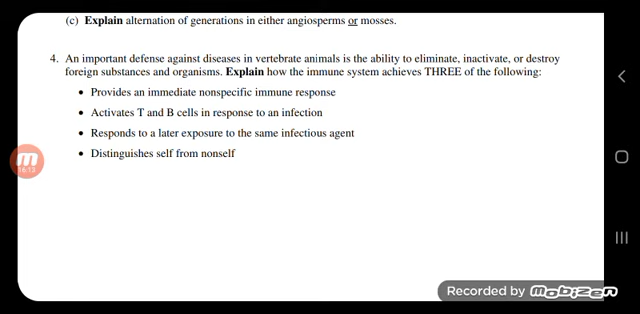 (c) Explain alternation of generations in either angiosperms or mosses.
4. An important defense against diseases in vertebrate animals is the ability to eliminate, inactivate, or destroy
foreign substances and organisms. Explain how the immune system achieves THREE of the following:
• Provides an immediate nonspecific immune response
• Activates T and B cells in response to an infection
• Responds to a later exposure to the same infectious agent
• Distinguishes self from nonself
m
16:12
Recorded by mobizen